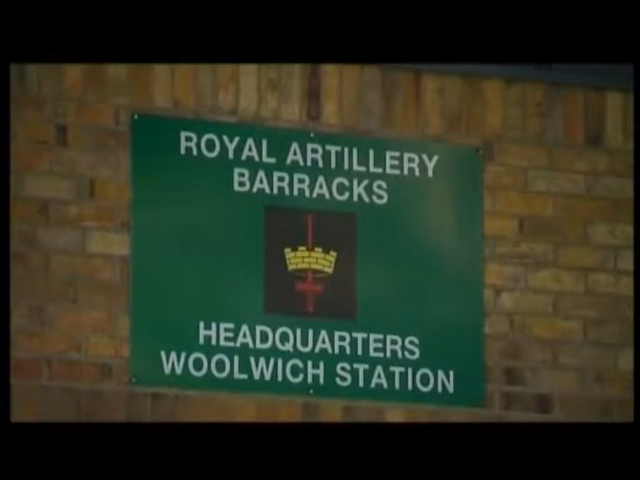 ROYAL ARTILLERY
BARRACKS
HEADQUARTERS
WOOLWICH STATION